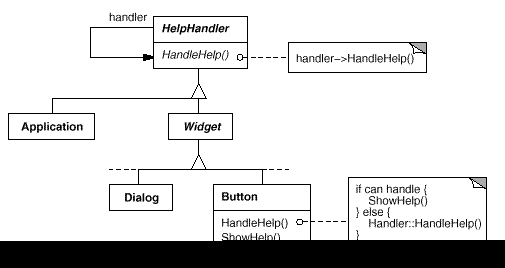 handler
HelpHandler
HandleHelp()
handler–>HandleHelp()
Application
Widget
Dialog
Button
HandleHelp()
ShowHelp()
if can handle {
ShowHelp()
} else {
Handler::HandleHelp()
}